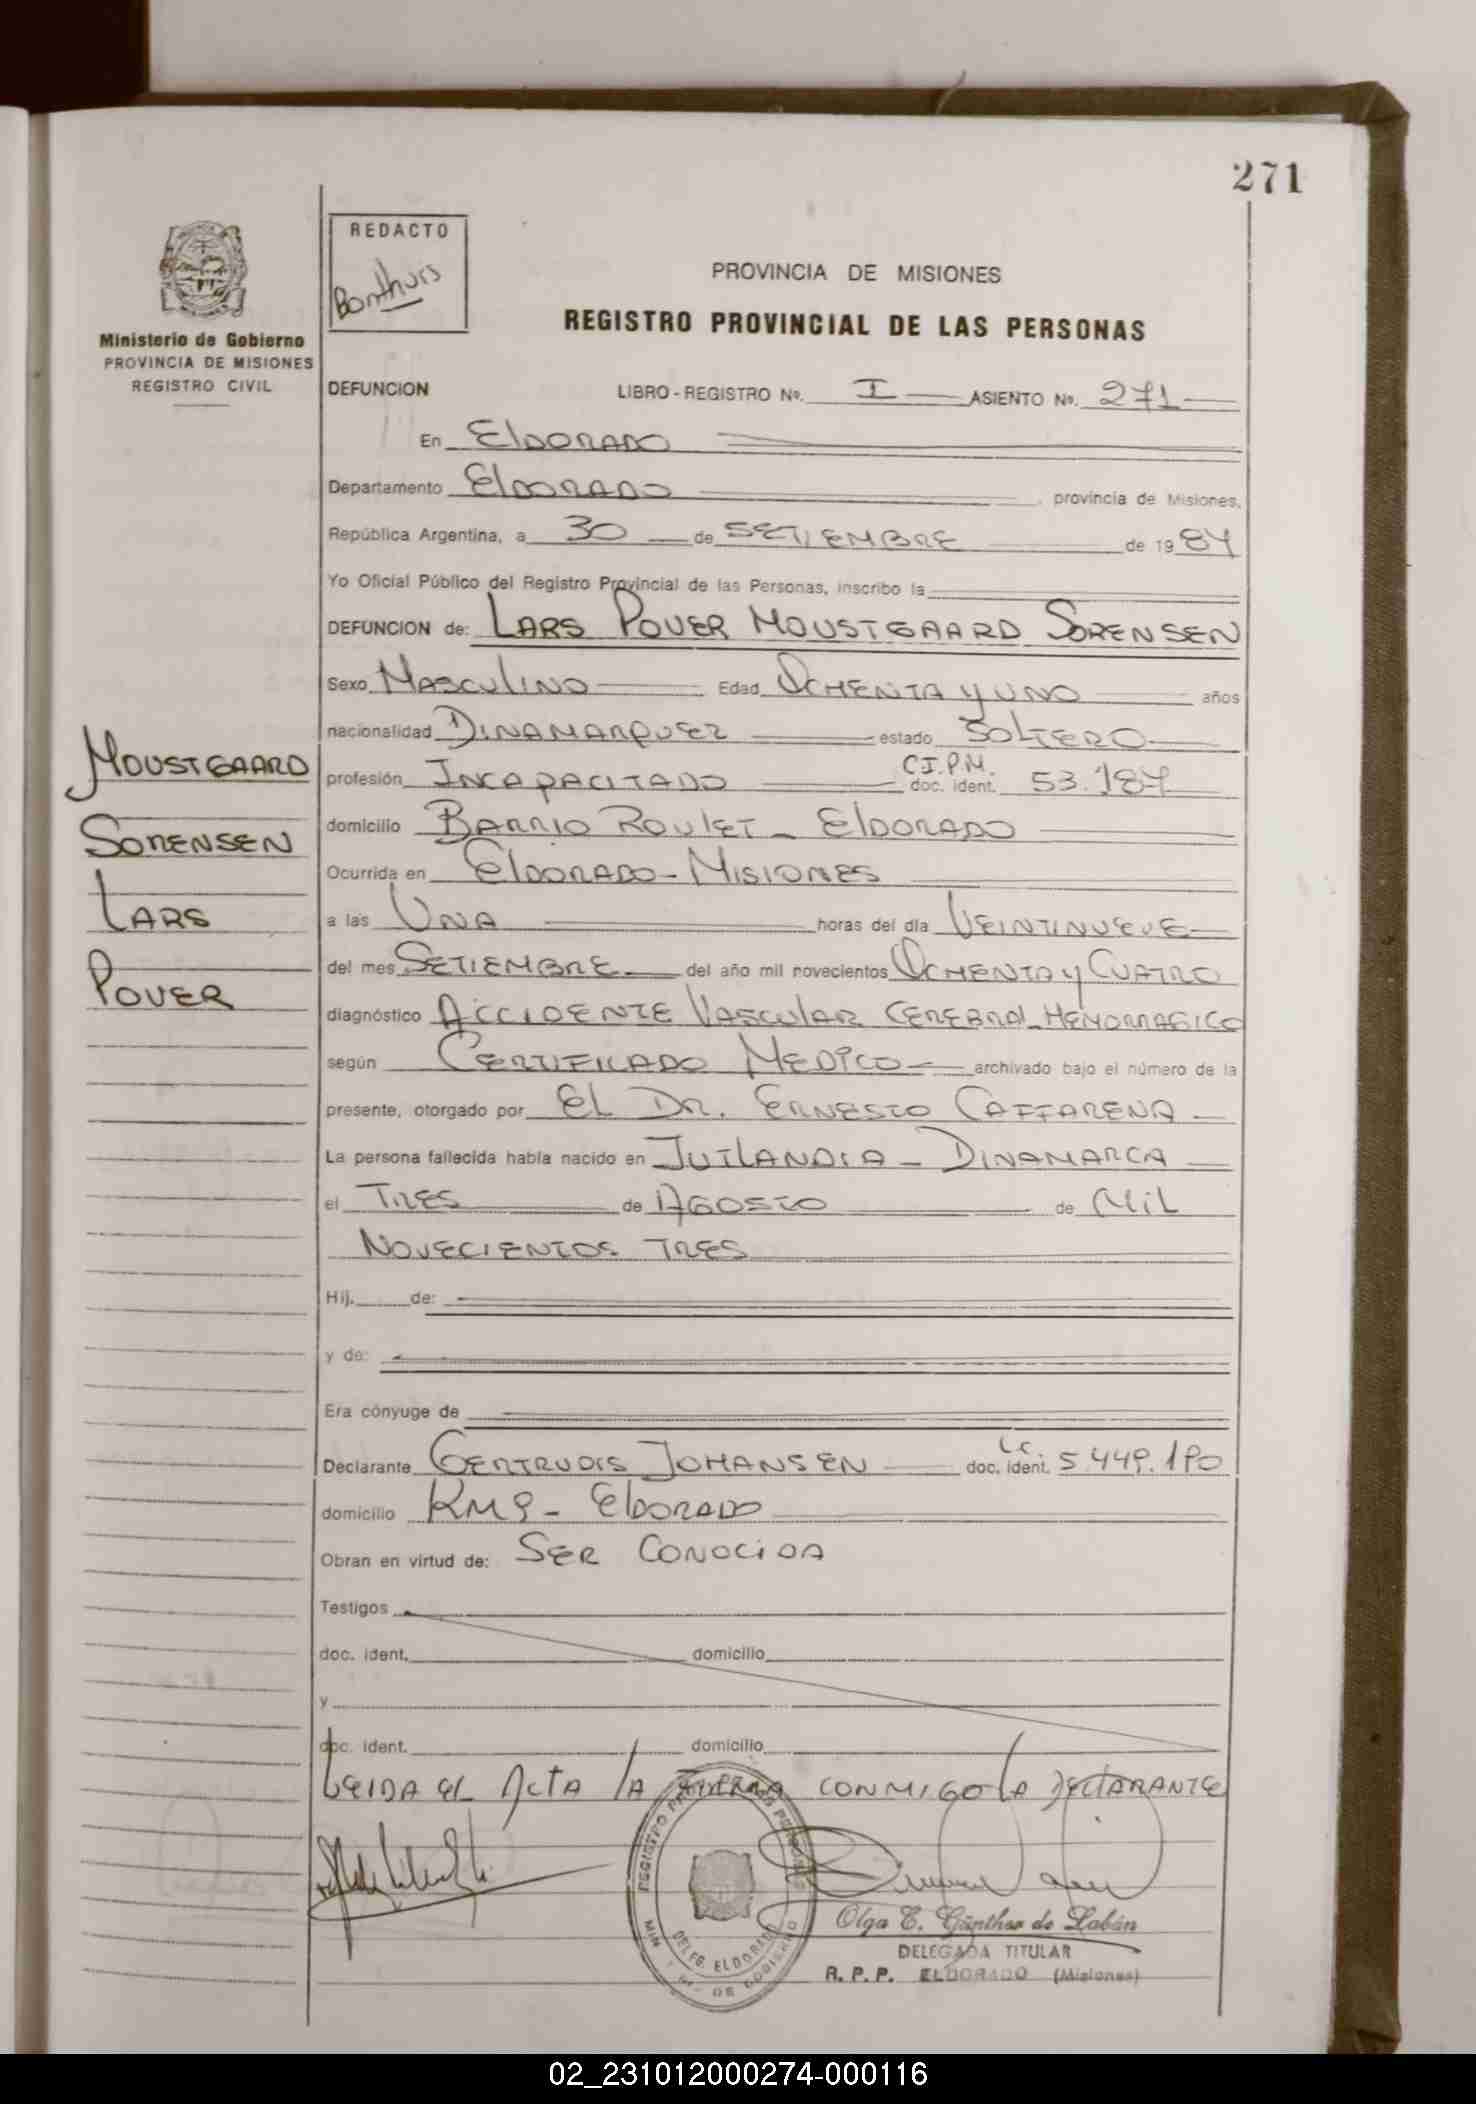 271
REDACTO
Bonthuis
Ministerio de Gobierno
PROVINCIA DE MISIONES
REGISTRO CIVIL
PROVINCIA DE MISIONES
REGISTRO PROVINCIAL DE LAS PERSONAS
DEFUNCION LIBRO - REGISTRO Nº. I ASIENTO Nº. 271
En ElDORADO
Departamento ElDORADO provincia de Misiones,
República Argentina, a 30 de SETIEMBRE de 1984
Yo Oficial Público del Registro Provincial de las Personas, inscribo la
DEFUNCION de: LARS POVER MOUSTGAARD SORENSEN
Sexo MASCULINO Edad OCHENTA y UNO años
nacionalidad DINAMARQUEZ estado SOLTERO
profesión INCAPACITADO C.I.P.M. doc. ident. 53.187
domicilio BARRIO ROULET - ElDORADO
Ocurrida en ElDORADO - MISIONES
a las UNA horas del día VEINTINUEVE
del mes SETIEMBRE del año mil novecientos OCHENTA y CUATRO
diagnóstico ACCIDENTE VASCULAR CEREBRAL HEMORRAGICO
según CERTIFICADO MEDICO archivado bajo el número de la
presente, otorgado por EL DR. ERNESTO CAFFARENA
La persona fallecida había nacido en JUTLANDIA - DINAMARCA
el TRES de AGOSTO de MIL
NOVECIENTOS TRES
Hij. de:
y de:
Era cónyuge de
Declarante GERTRUDIS JOHANSEN L.C. doc. ident. 5.449.190
domicilio KM 9 - ElDORADO
Obran en virtud de: SER CONOCIDA
Testigos
doc. ident. domicilio
y
doc. ident. domicilio
LEIDA EL ACTA LA FIRMA CONMIGO LA DECLARANTE
MOUSTGAARD
SORENSEN
LARS
POVER
DELEG. ELDORADO
Olga E. Günther de Labán
DELEGADA TITULAR
R. P. P. ELDORADO (Misiones)
02_231012000274-000116